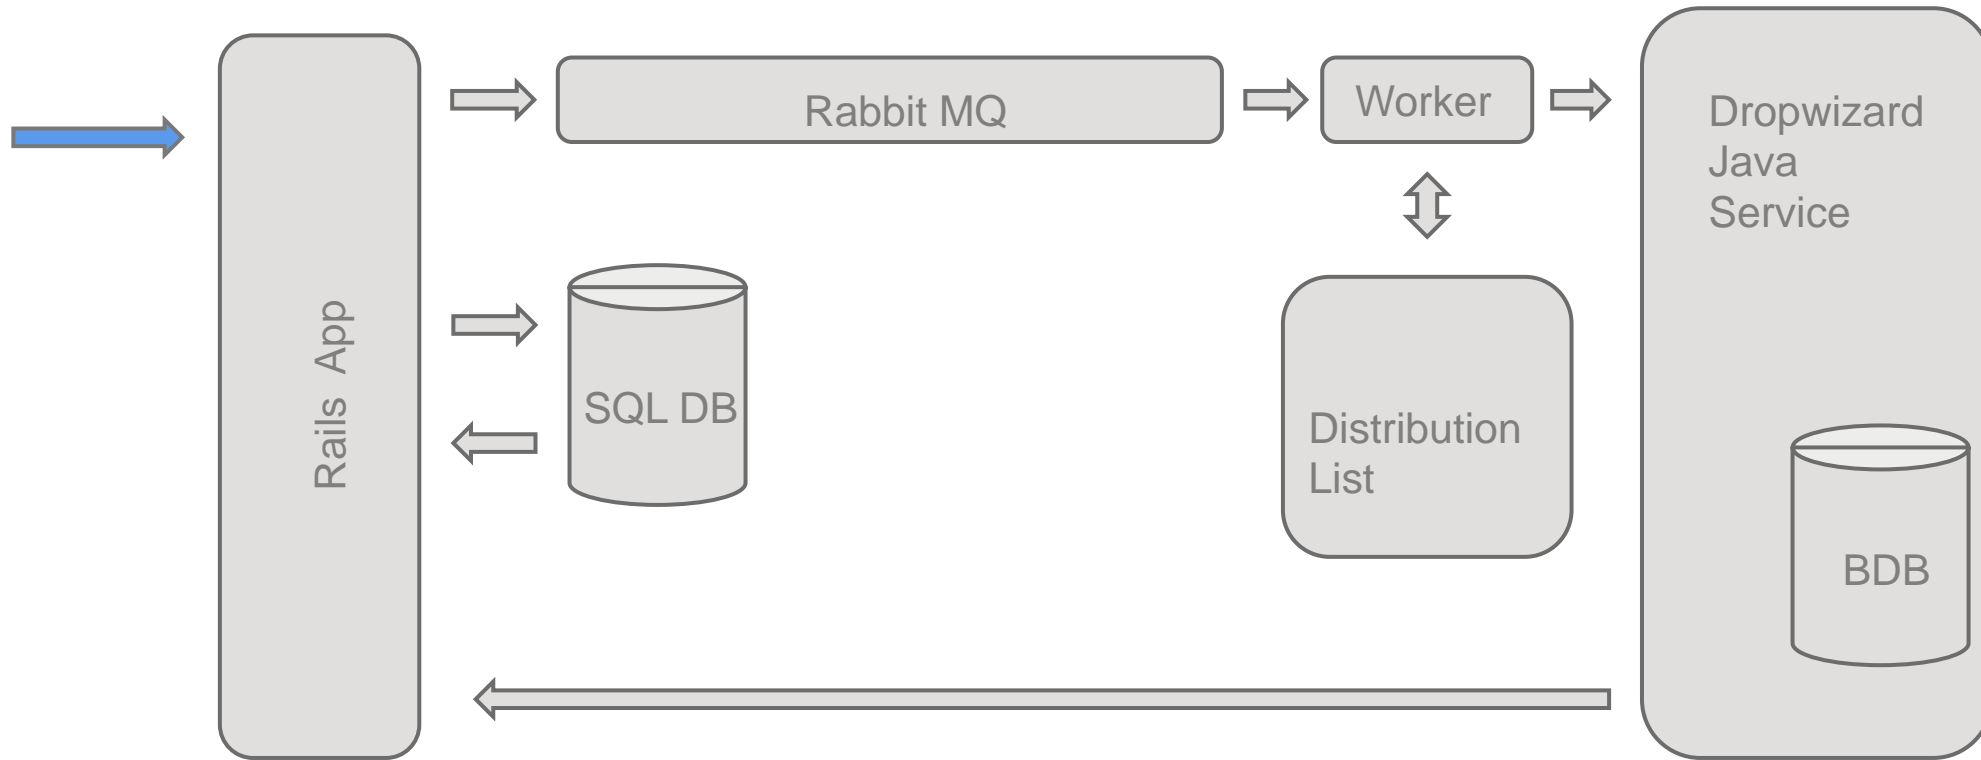 Rails App
Rabbit MQ
Worker
Dropwizard
Java
Service
SQL DB
Distribution
List
BDB